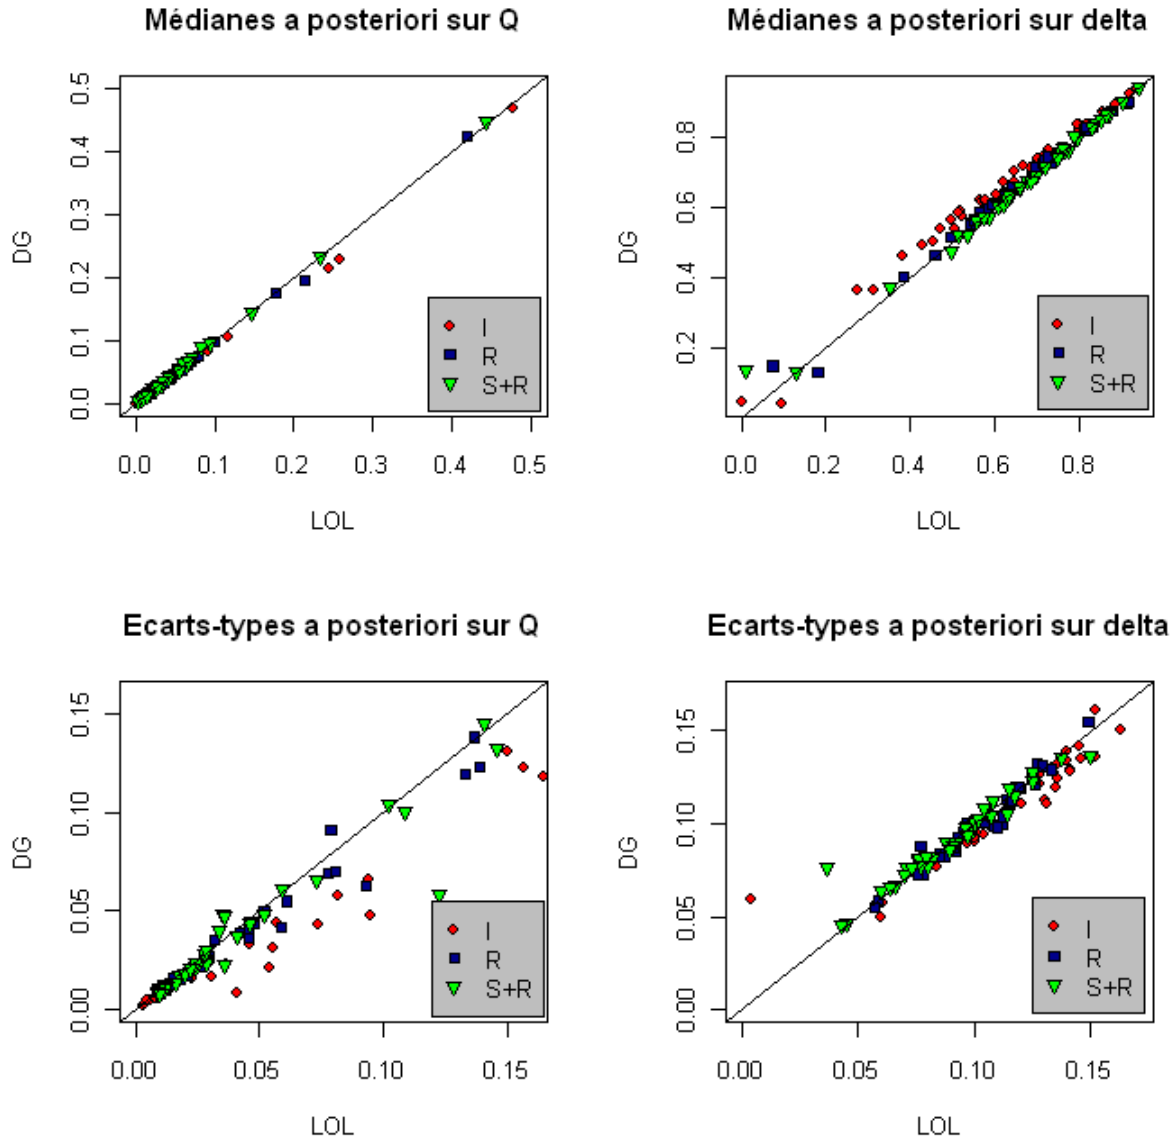 Médianes a posteriori sur Q
DG
0.0 0.1 0.2 0.3 0.4 0.5
I
R
S+R
0.0 0.1 0.2 0.3 0.4 0.5
LOL
Médianes a posteriori sur delta
DG
0.2 0.4 0.6 0.8
I
R
S+R
0.0 0.2 0.4 0.6 0.8
LOL
Ecarts-types a posteriori sur Q
DG
0.00 0.05 0.10 0.15
I
R
S+R
0.00 0.05 0.10 0.15
LOL
Ecarts-types a posteriori sur delta
DG
0.00 0.05 0.10 0.15
I
R
S+R
0.00 0.05 0.10 0.15
LOL